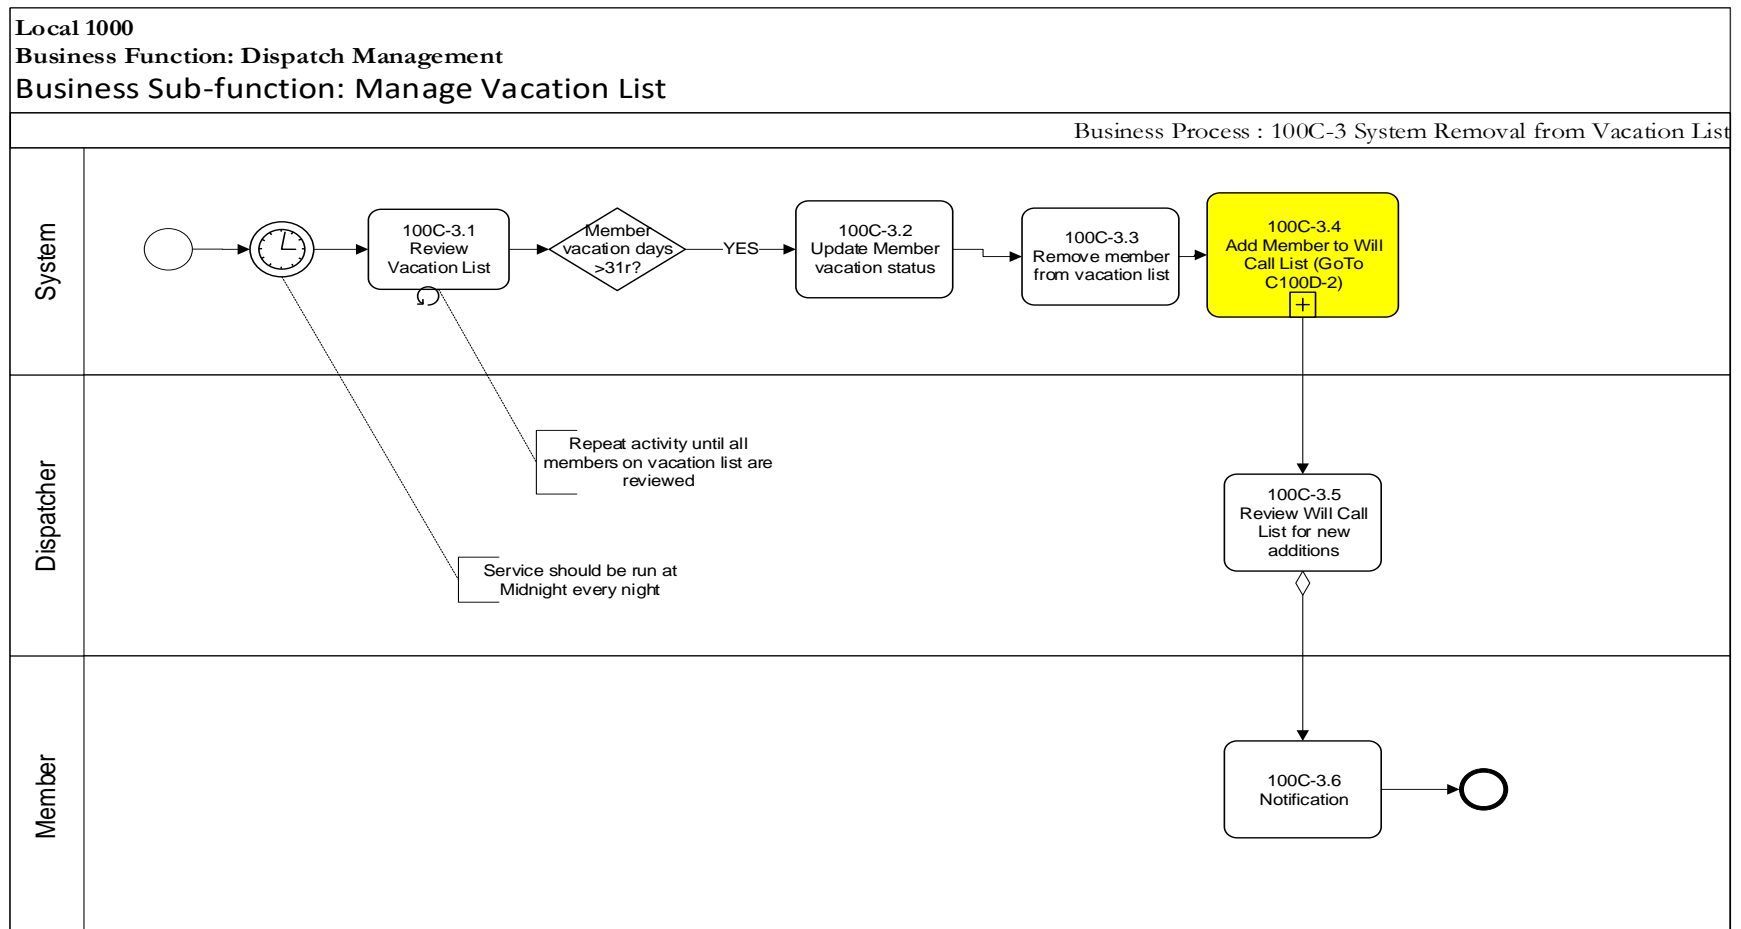 Local 1000
Business Function: Dispatch Management
Business Sub-function: Manage Vacation List
Business Process : 100C-3 System Removal from Vacation List
System
100C-3.1
Review
Vacation List
Member
vacation days
>31r?
YES
100C-3.2
Update Member
vacation status
100C-3.3
Remove member
from vacation list
100C-3.4
Add Member to Will
Call List (GoTo
C100D-2)
Dispatcher
Repeat activity until all
members on vacation list are
reviewed
Service should be run at
Midnight every night
100C-3.5
Review Will Call
List for new
additions
Member
100C-3.6
Notification